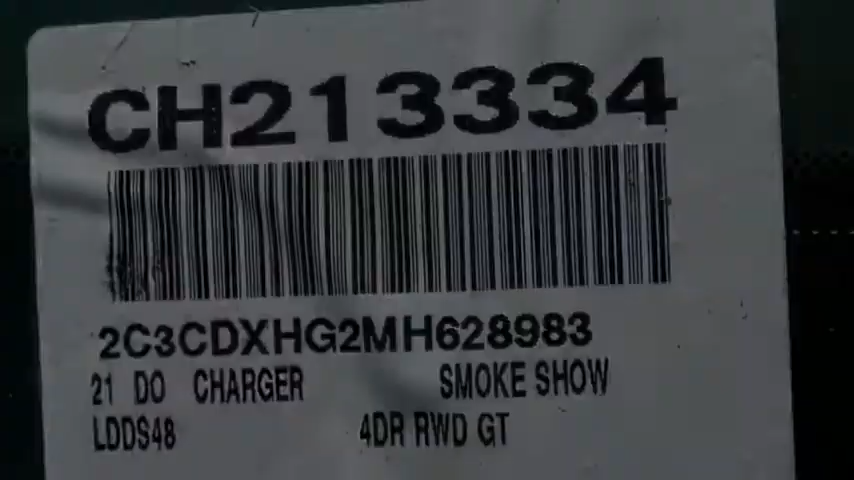 CH213334
2C3CDXHG2MH628983
21 DO CHARGER SMOKE SHOW
LDDS48 4DR RWD GT